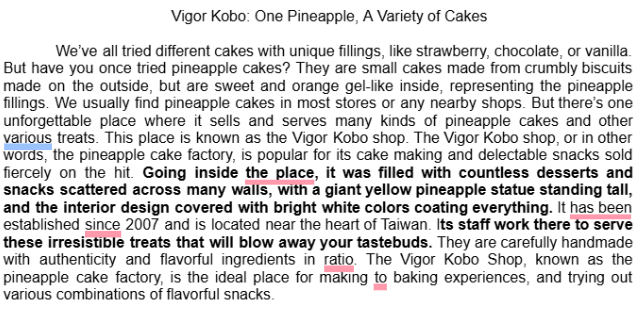 Vigor Kobo: One Pineapple, A Variety of Cakes
We've all tried different cakes with unique fillings, like strawberry, chocolate, or vanilla.
But have you once tried pineapple cakes? They are small cakes made from crumbly biscuits
made on the outside, but are sweet and orange gel-like inside, representing the pineapple
fillings. We usually find pineapple cakes in most stores or any nearby shops. But there's one
unforgettable place where it sells and serves many kinds of pineapple cakes and other
various treats. This place is known as the Vigor Kobo shop. The Vigor Kobo shop, or in other
words, the pineapple cake factory, is popular for its cake making and delectable snacks sold
fiercely on the hit. Going inside the place, it was filled with countless desserts and
snacks scattered across many walls, with a giant yellow pineapple statue standing tall,
and the interior design covered with bright white colors coating everything. It has been
established since 2007 and is located near the heart of Taiwan. Its staff work there to serve
these irresistible treats that will blow away your tastebuds. They are carefully handmade
with authenticity and flavorful ingredients in ratio. The Vigor Kobo Shop, known as the
pineapple cake factory, is the ideal place for making to baking experiences, and trying out
various combinations of flavorful snacks.